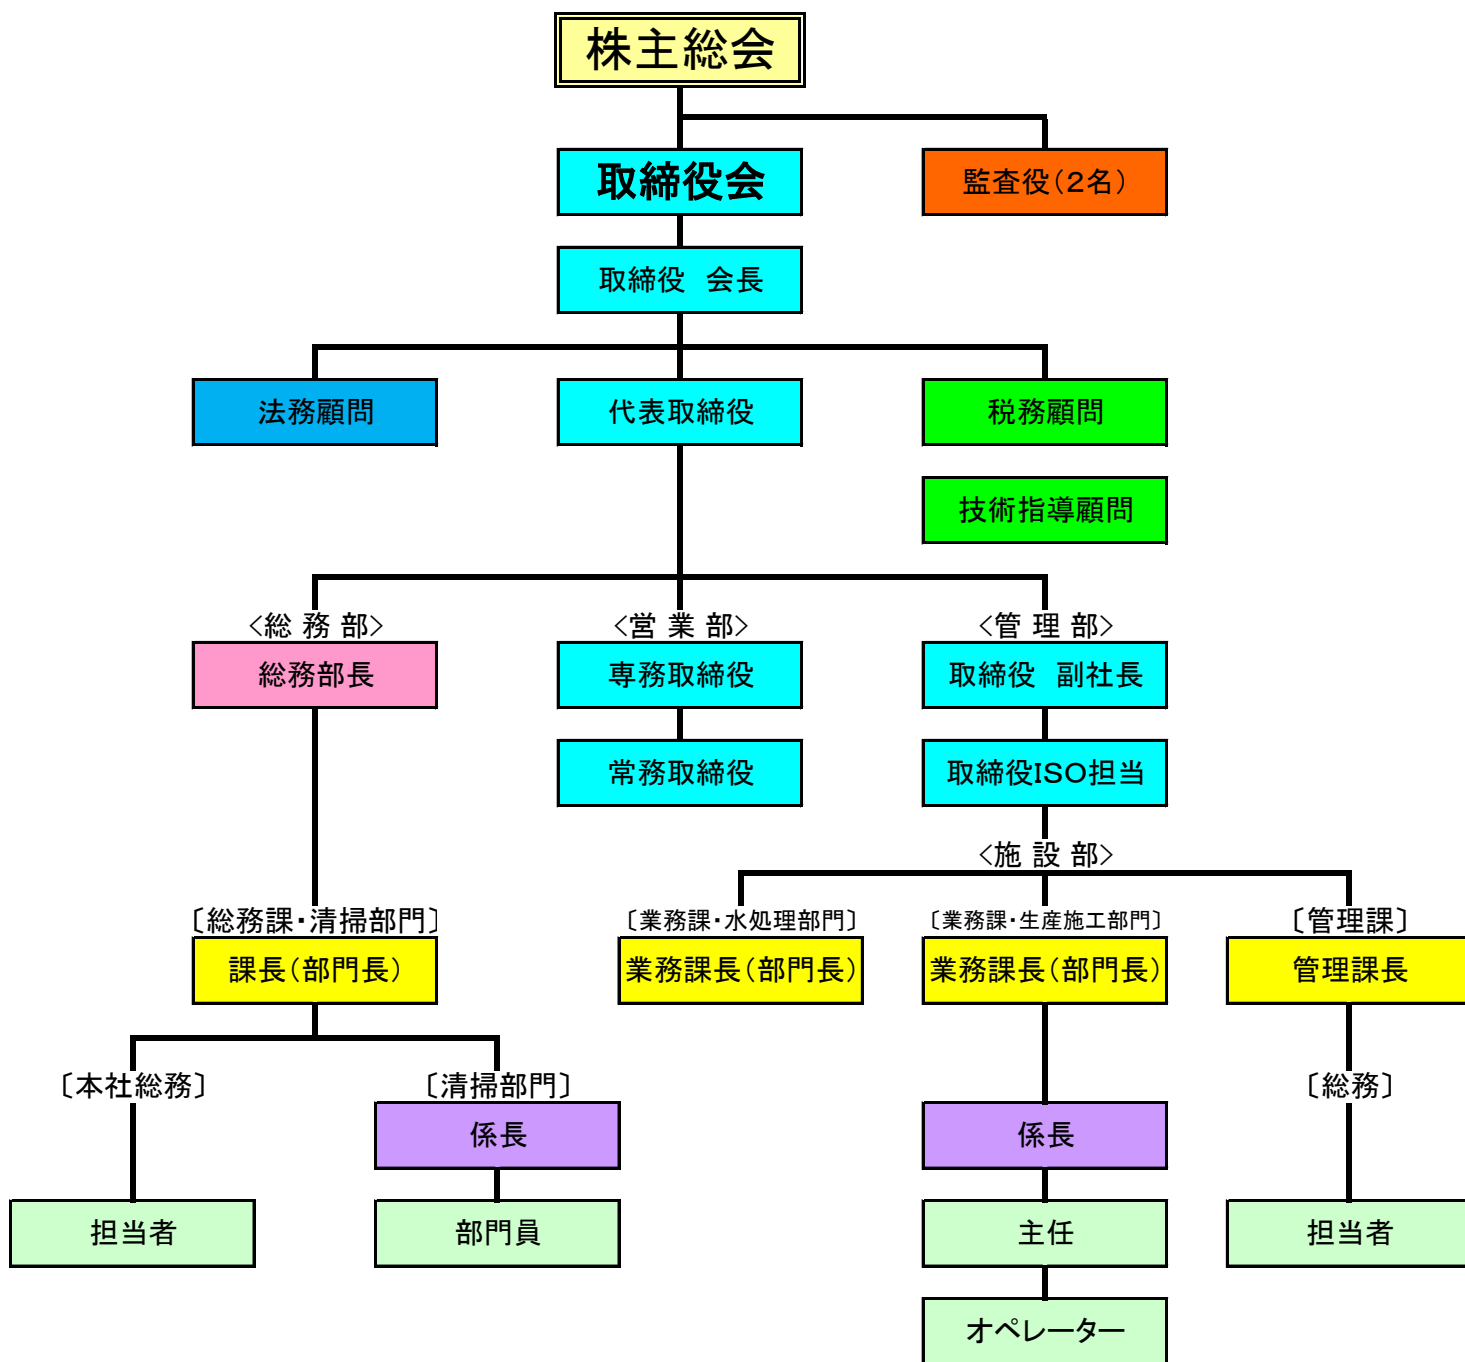 株主総会
取締役会
監査役(2名)
取締役　会長
法務顧問
代表取締役
税務顧問
技術指導顧問
<総 務 部>
<営 業 部>
<管 理 部>
総務部長
専務取締役
取締役　副社長
常務取締役
取締役ISO担当
<施 設 部>
〔総務課・清掃部門〕
〔業務課・水処理部門〕
〔業務課・生産施工部門〕
〔管理課〕
課長(部門長)
業務課長(部門長)
業務課長(部門長)
管理課長
〔本社総務〕
〔清掃部門〕
〔総務〕
係長
係長
担当者
部門員
主任
担当者
オペレーター